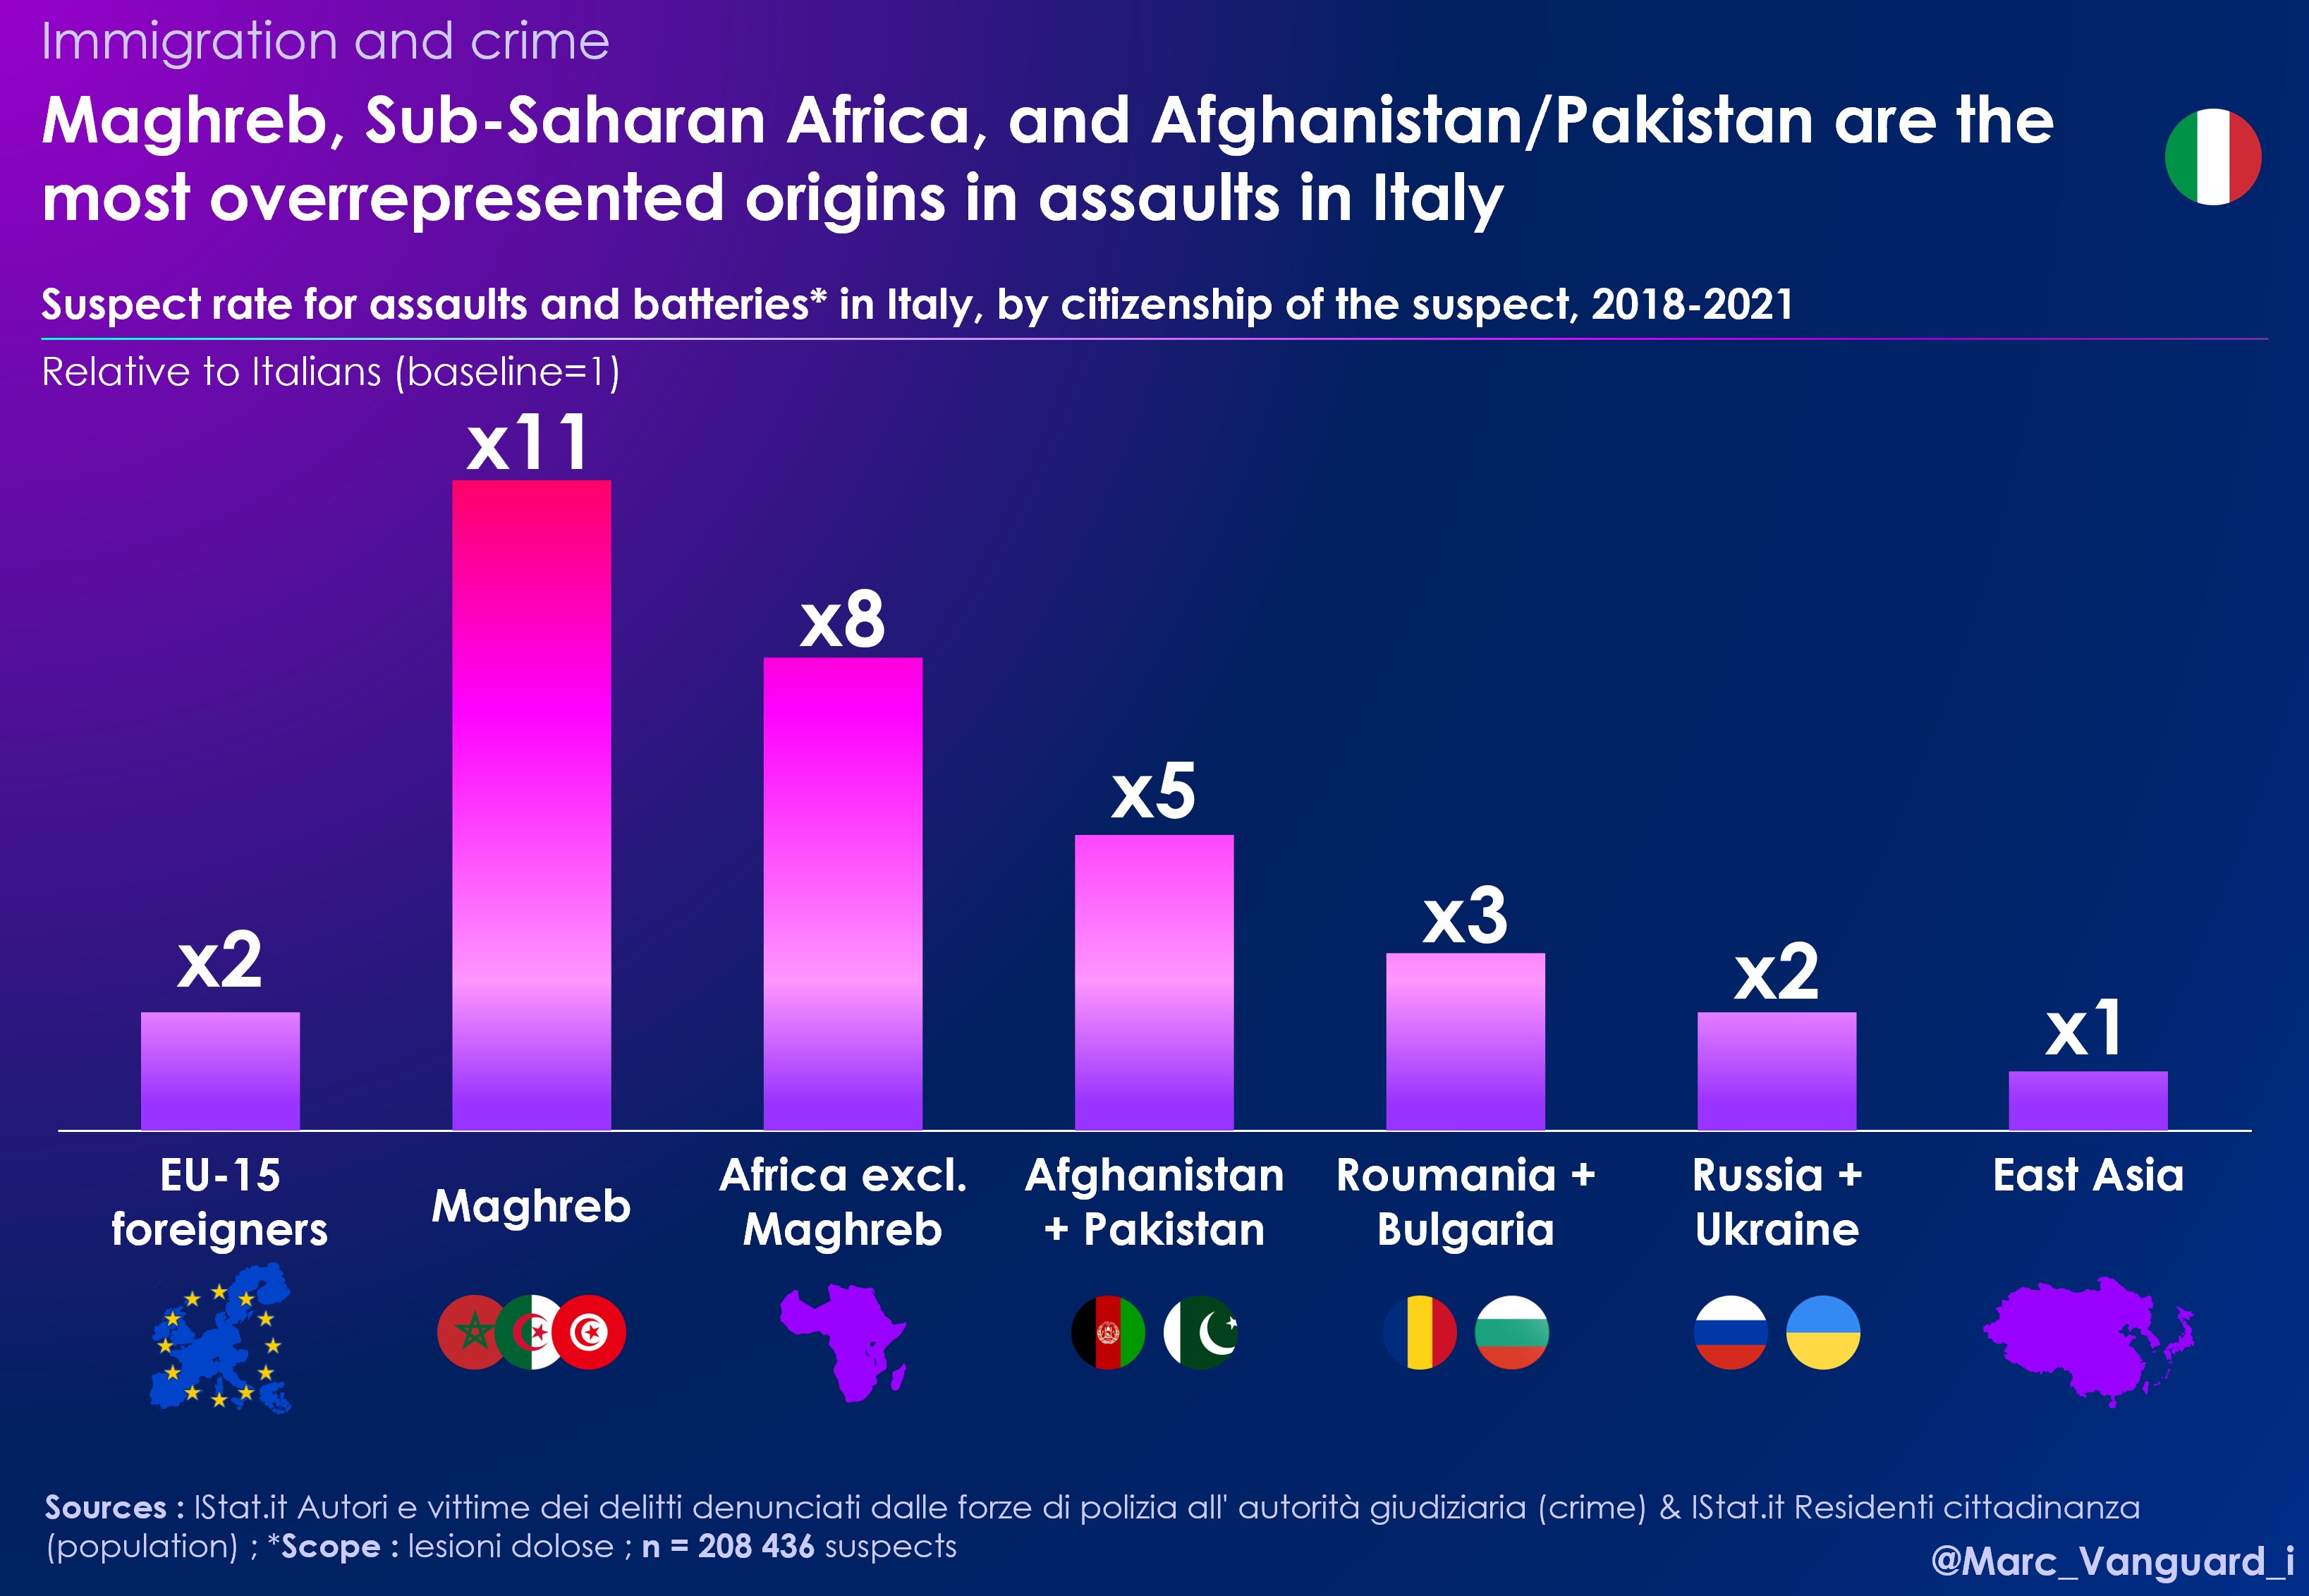 Immigration and crime
Maghreb, Sub-Saharan Africa, and Afghanistan/Pakistan are the
most overrepresented origins in assaults in Italy
Suspect rate for assaults and batteries* in Italy, by citizenship of the suspect, 2018-2021
Relative to Italians (baseline=1)
x2
x11
x8
x5
x3
x2
x1
EU-15
foreigners
Maghreb
Africa excl.
Maghreb
Afghanistan
+ Pakistan
Roumania +
Bulgaria
Russia +
Ukraine
East Asia
Sources : IStat.it Autori e vittime dei delitti denunciati dalle forze di polizia all' autorità giudiziaria (crime) & IStat.it Residenti cittadinanza
(population) ; *Scope : lesioni dolose ; n = 208 436 suspects
@Marc_Vanguard_i